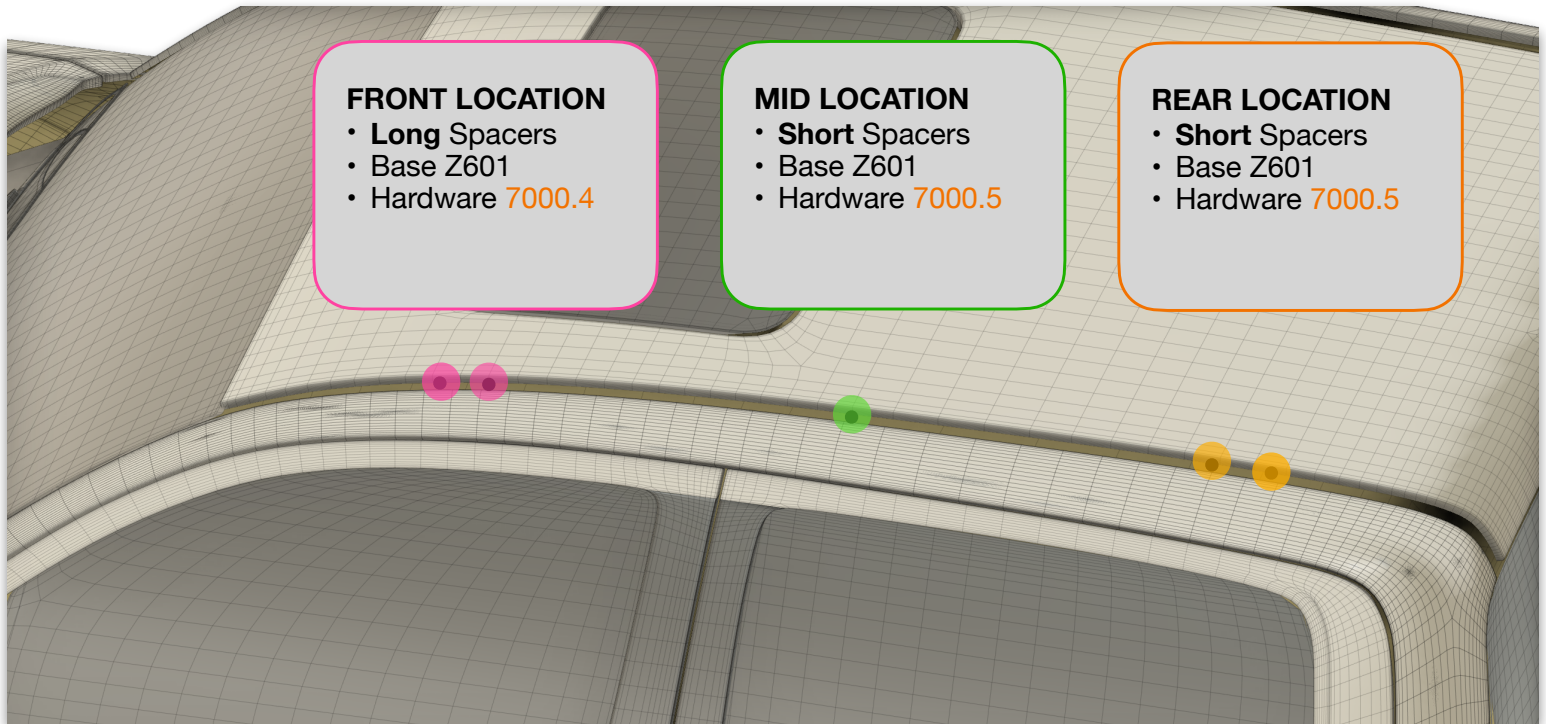 FRONT LOCATION
• Long Spacers
• Base Z601
• Hardware 7000.4
MID LOCATION
• Short Spacers
• Base Z601
• Hardware 7000.5
REAR LOCATION
• Short Spacers
• Base Z601
• Hardware 7000.5